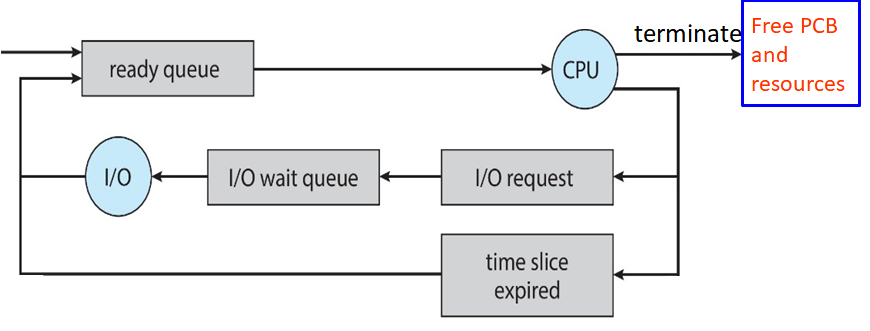 terminate
Free PCB
and
resources
ready queue
CPU
I/O
I/O wait queue
I/O request
time slice
expired